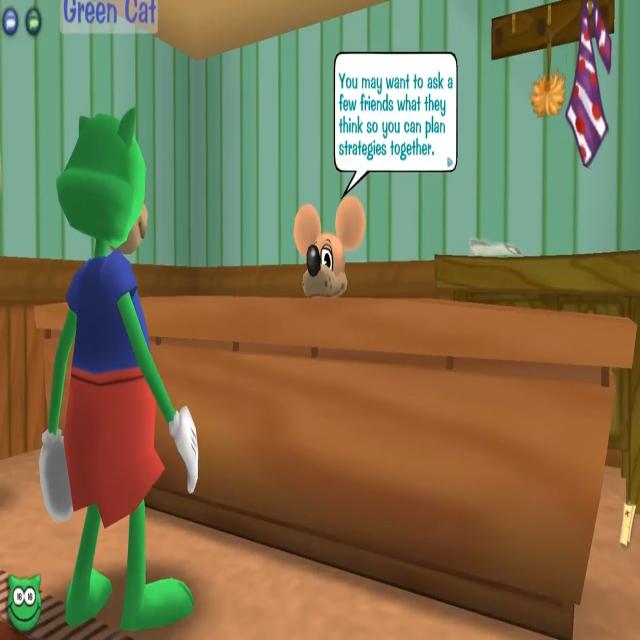 Green Cat
You may want to ask a
few friends what they
think so you can plan
strategies together.